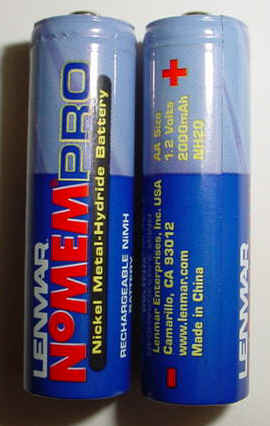 LENMAR
NOMEM PRO
Nickel Metal-Hydride Battery
RECHARGEABLE NiMH
BATTERY
+
AA Size
1.2 Volts
2000mAh
NH20
Lenmar Enterprises, Inc. USA
Camarillo, CA 93012
www.lenmar.com
Made in China
-